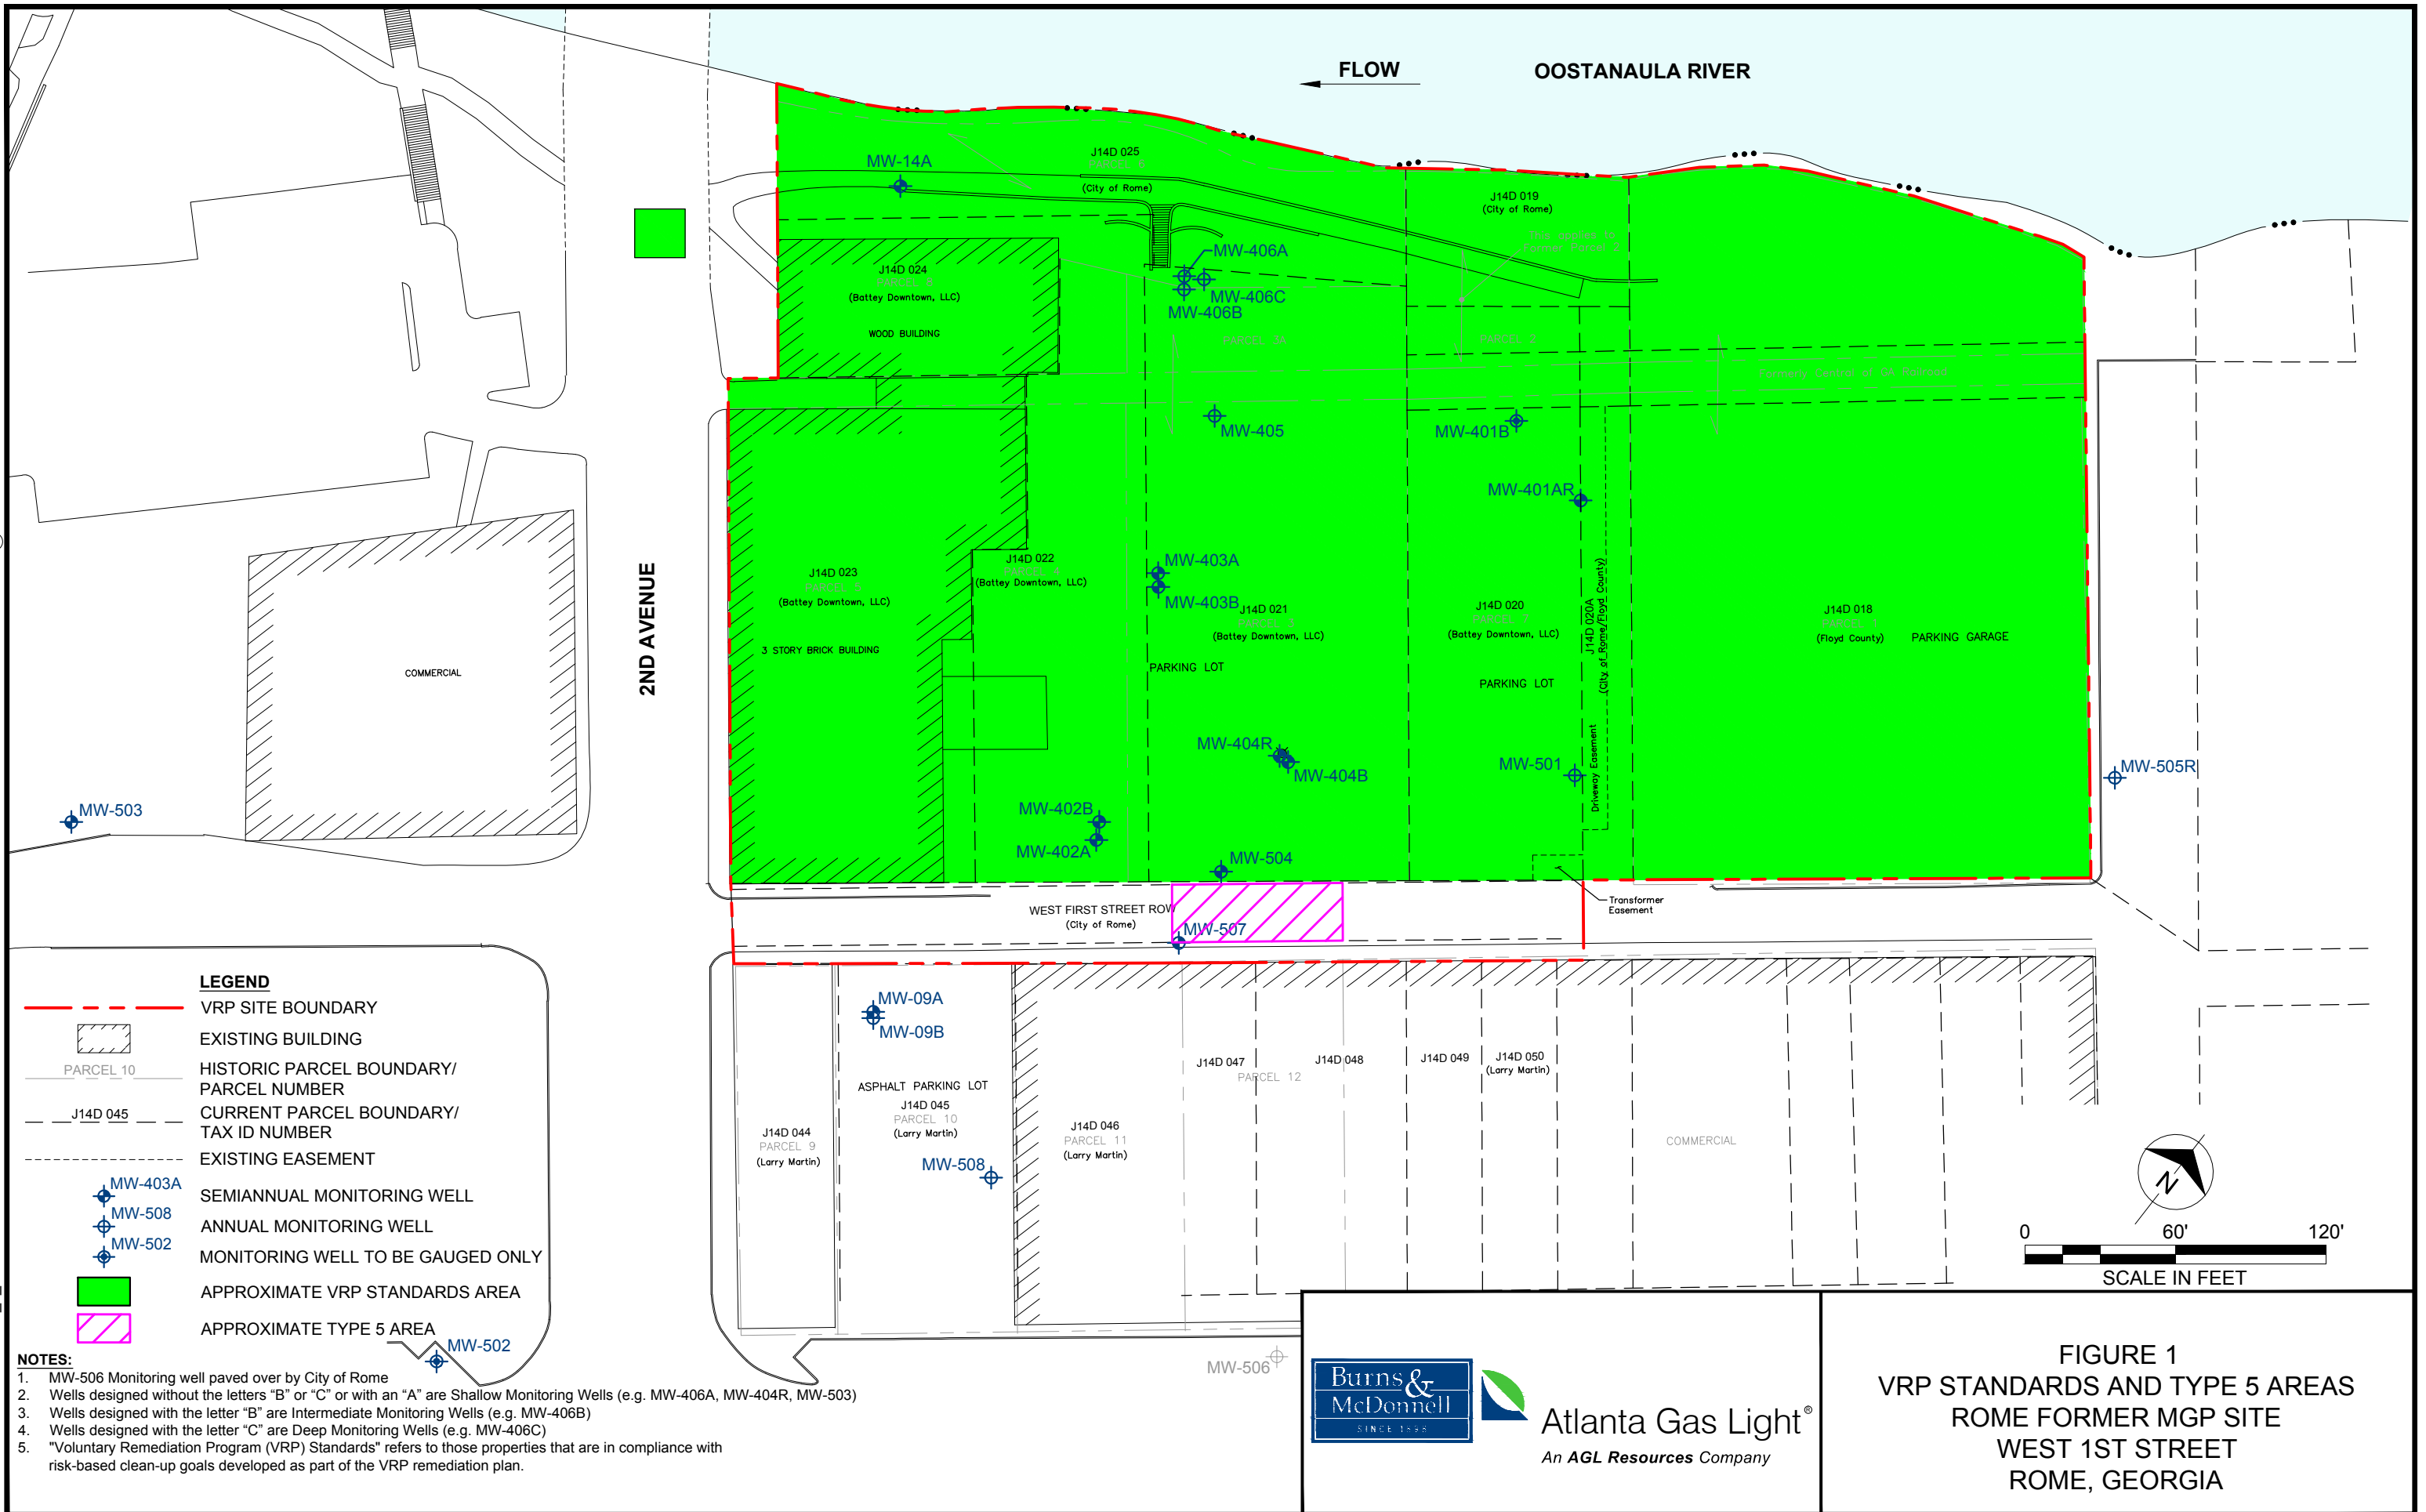 FLOW
OOSTANAULA RIVER
MW-14A
J14D 025
(City of Rome)
J14D 019
(City of Rome)
Former Parcel 2
MW-406A
MW-406C
MW-406B
J14D 024
(Battey Downtown, LLC)
WOOD BUILDING
PARCEL
PARCEL
Formerly Central of GA Railroad
MW-405
MW-401B
MW-401AR
2ND AVENUE
COMMERCIAL
J14D 023
(Battey Downtown, LLC)
3 STORY BRICK BUILDING
J14D 022
(Battey Downtown, LLC)
MW-403A
MW-403B
J14D 021
(Battey Downtown, LLC)
PARKING LOT
J14D 020
(Battey Downtown, LLC)
PARKING LOT
J14D 020A
(City of Rome/Floyd County)
Driveway Easement
J14D 018
(Floyd County)
PARKING GARAGE
MW-404R
MW-404B
MW-501
MW-505R
MW-503
MW-402B
MW-402A
MW-504
WEST FIRST STREET ROW
(City of Rome)
MW-507
Transformer
Easement
MW-09A
MW-09B
ASPHALT PARKING LOT
J14D 045
PARCEL 10
(Larry Martin)
J14D 044
PARCEL 9
(Larry Martin)
MW-508
J14D 046
PARCEL 11
(Larry Martin)
J14D 047
J14D 048
PARCEL 12
J14D 049
J14D 050
(Larry Martin)
COMMERCIAL
MW-506
MW-502
N
0 60' 120'
SCALE IN FEET
LEGEND
VRP SITE BOUNDARY
EXISTING BUILDING
PARCEL 10
HISTORIC PARCEL BOUNDARY/
PARCEL NUMBER
J14D 045
CURRENT PARCEL BOUNDARY/
TAX ID NUMBER
EXISTING EASEMENT
MW-403A
SEMIANNUAL MONITORING WELL
MW-508
ANNUAL MONITORING WELL
MW-502
MONITORING WELL TO BE GAUGED ONLY
APPROXIMATE VRP STANDARDS AREA
APPROXIMATE TYPE 5 AREA
NOTES:
1. MW-506 Monitoring well paved over by City of Rome
2. Wells designed without the letters “B” or “C” or with an “A” are Shallow Monitoring Wells (e.g. MW-406A, MW-404R, MW-503)
3. Wells designed with the letter “B” are Intermediate Monitoring Wells (e.g. MW-406B)
4. Wells designed with the letter “C” are Deep Monitoring Wells (e.g. MW-406C)
5. "Voluntary Remediation Program (VRP) Standards" refers to those properties that are in compliance with
risk-based clean-up goals developed as part of the VRP remediation plan.
Burns &
McDonnell
SINCE 1898
Atlanta Gas Light®
An AGL Resources Company
FIGURE 1
VRP STANDARDS AND TYPE 5 AREAS
ROME FORMER MGP SITE
WEST 1ST STREET
ROME, GEORGIA